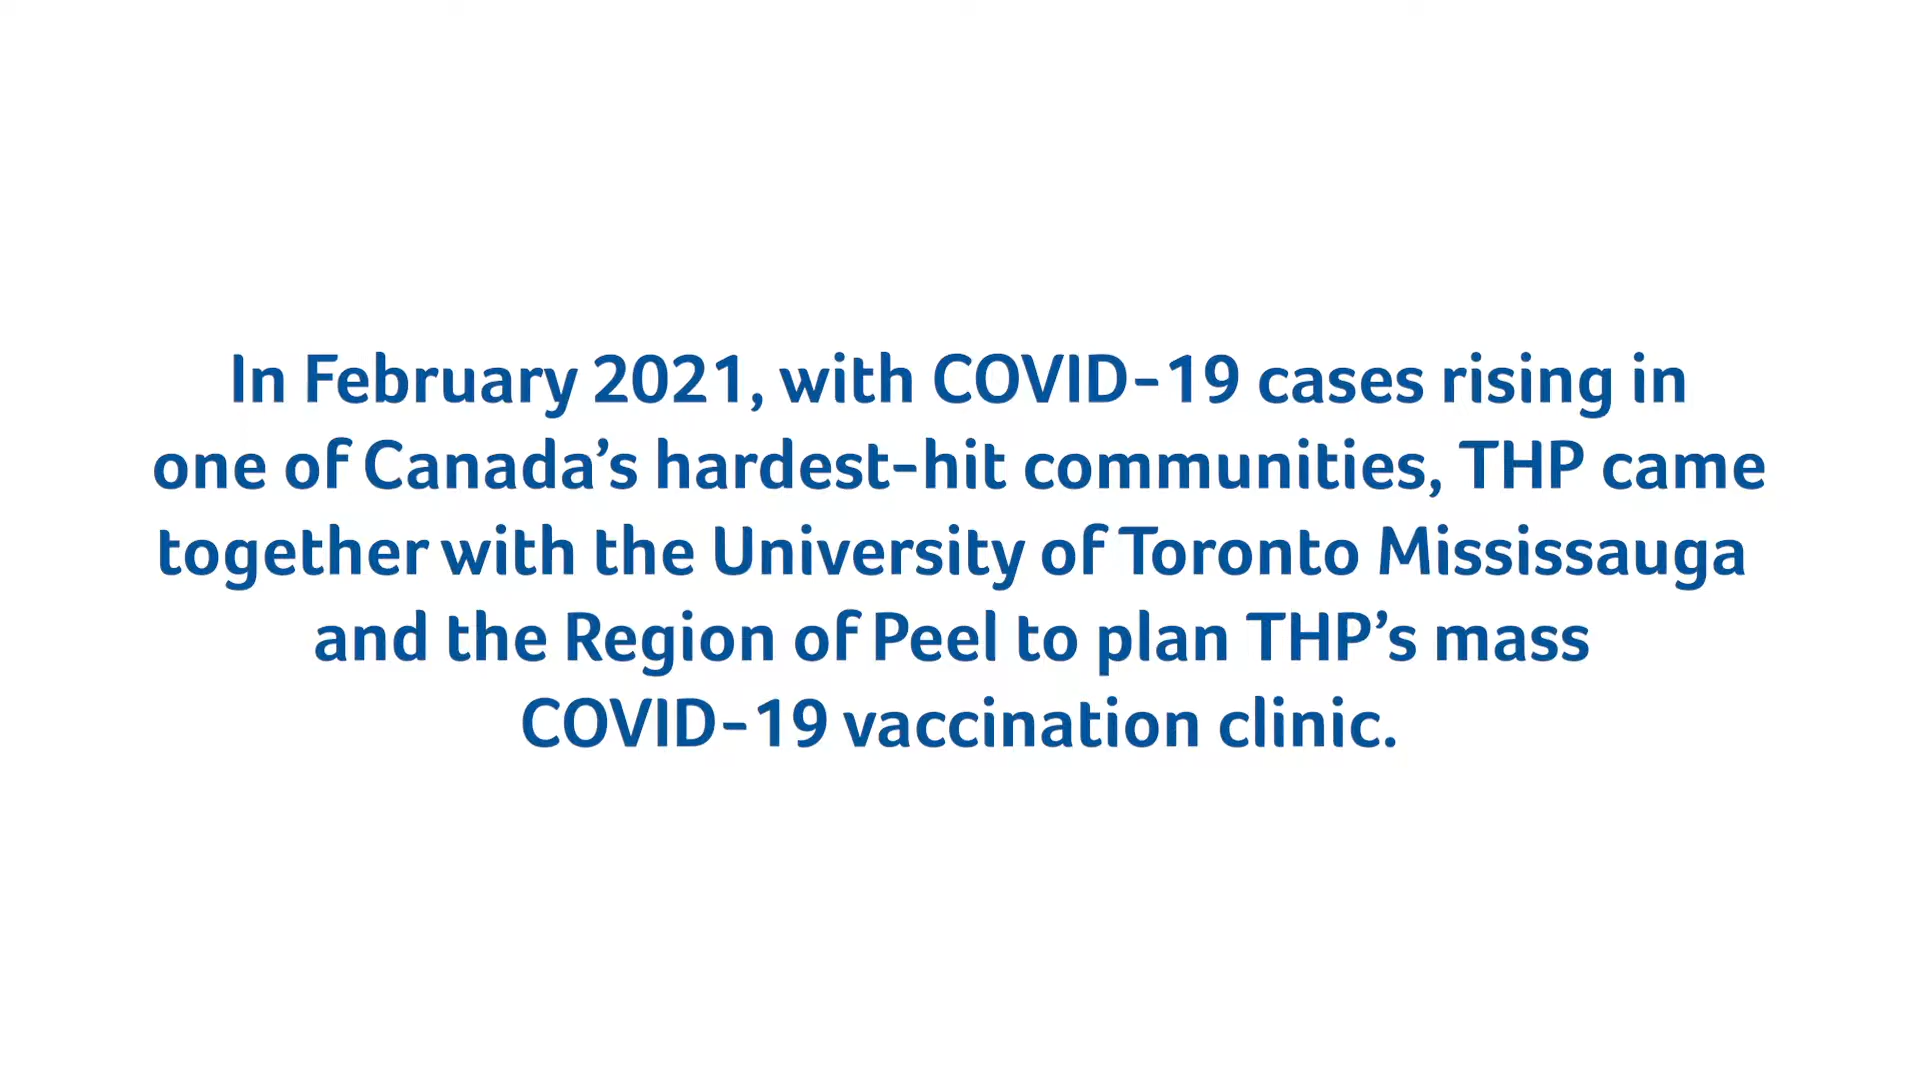 In February 2021, with COVID-19 cases rising in
one of Canada’s hardest-hit communities, THP came
together with the University of Toronto Mississauga
and the Region of Peel to plan THP’s mass
COVID-19 vaccination clinic.